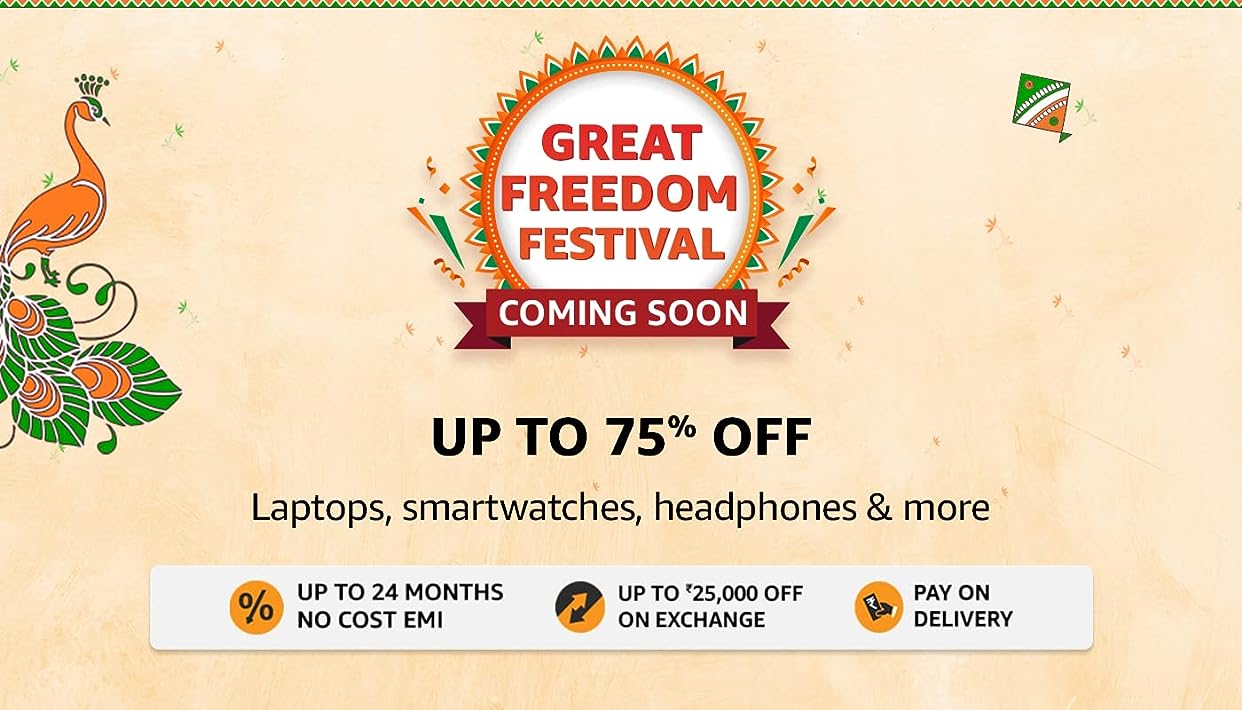 GREAT
FREEDOM
FESTIVAL
COMING SOON
UP TO 75% OFF
Laptops, smartwatches, headphones & more
% UP TO 24 MONTHS
NO COST EMI
UP TO ₹25,000 OFF
ON EXCHANGE
₹ PAY ON
DELIVERY